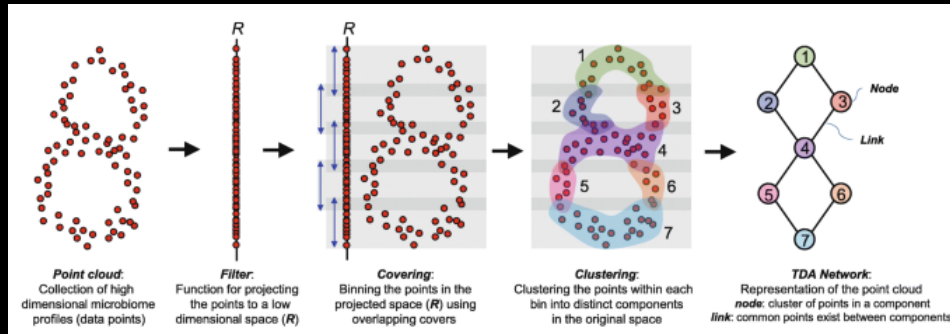 R
R
1
2
3
4
5
6
7
1
2
3
4
5
6
7
Node
Link
Point cloud:
Collection of high
dimensional microbiome
profiles (data points)
Filter:
Function for projecting
the points to a low
dimensional space (R)
Covering:
Binning the points in the
projected space (R) using
overlapping covers
Clustering:
Clustering the points within each
bin into distinct components
in the original space
TDA Network:
Representation of the point cloud
node: cluster of points in a component
link: common points exist between components